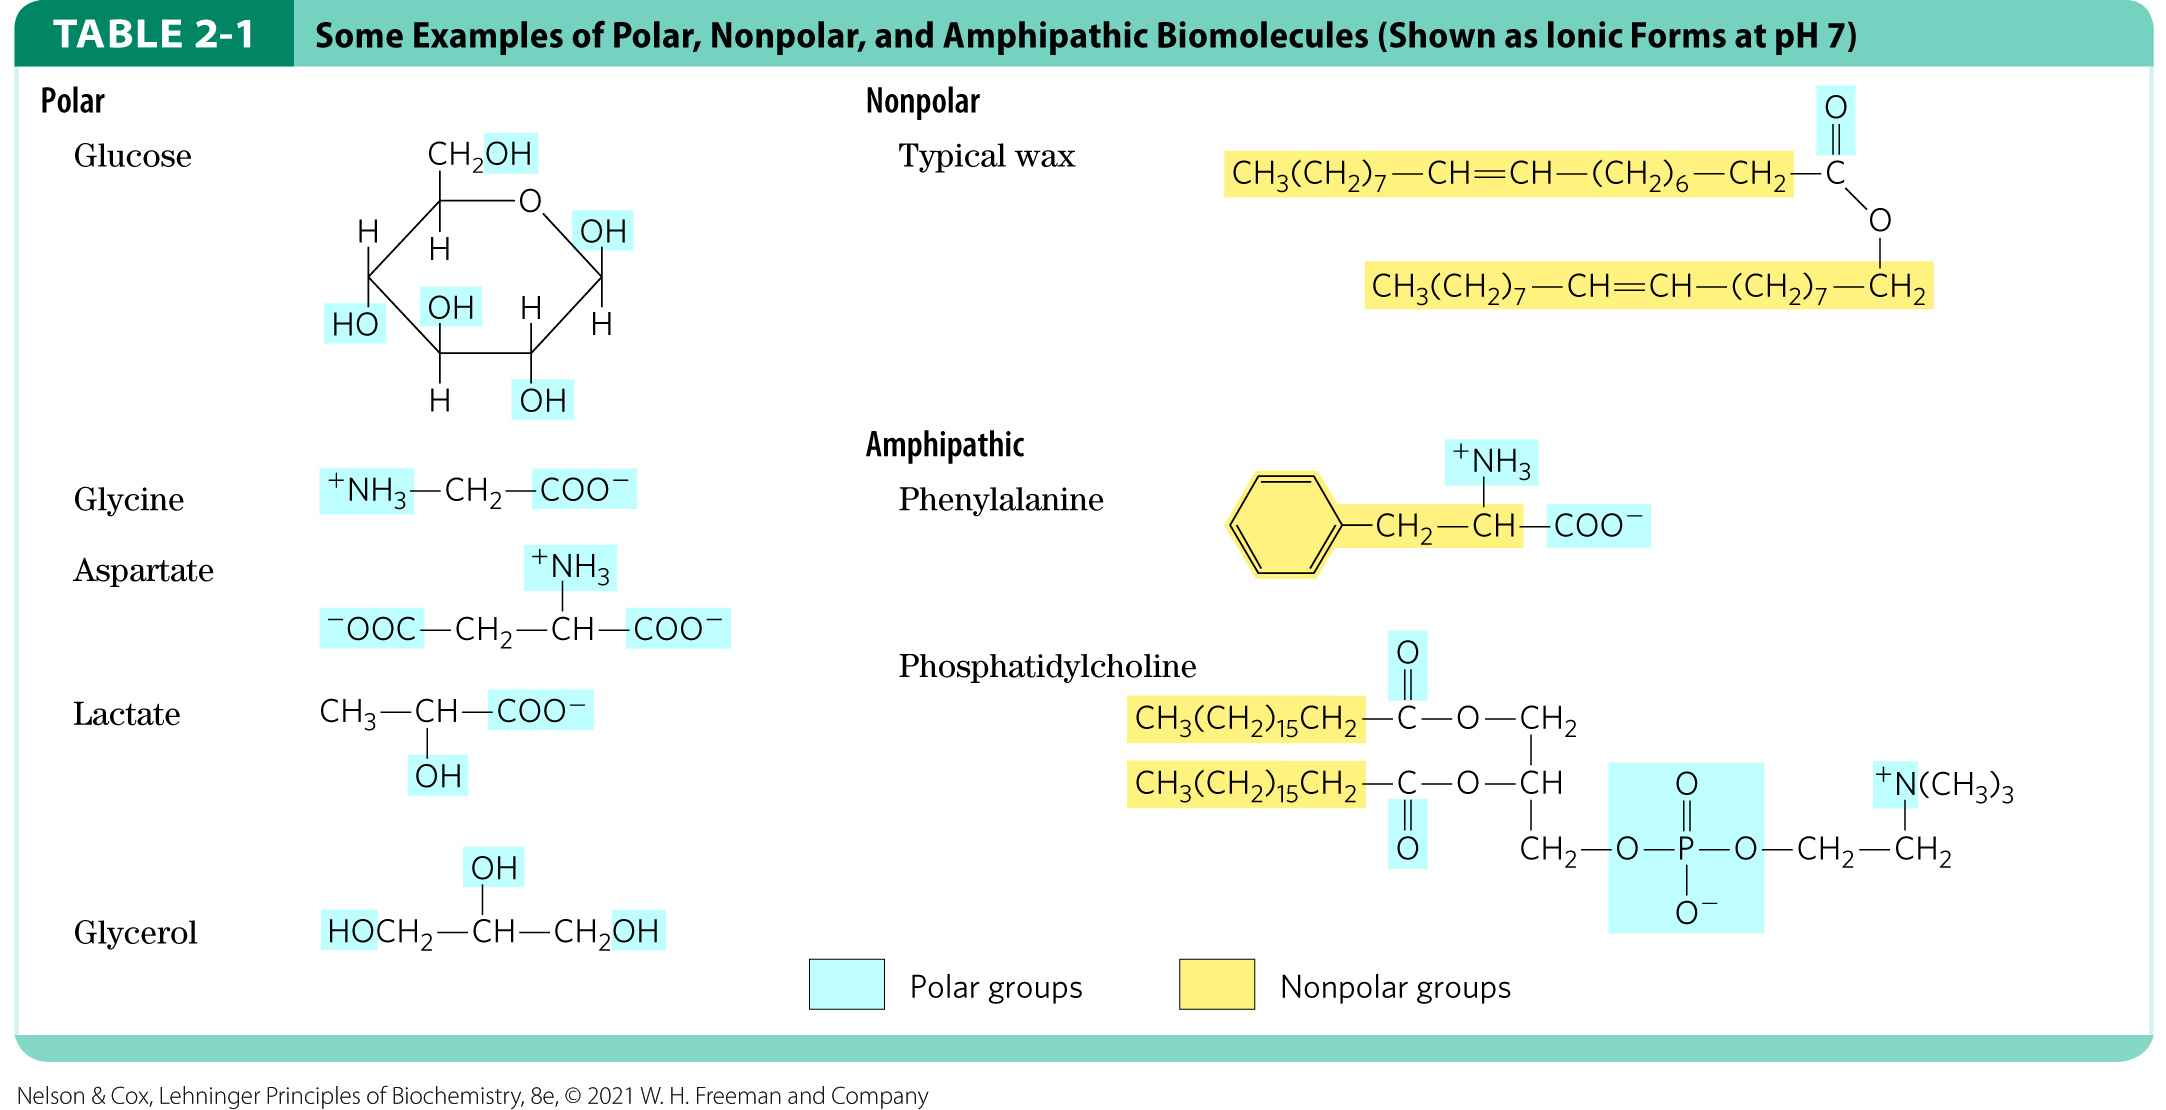 TABLE 2-1 Some Examples of Polar, Nonpolar, and Amphipathic Biomolecules (Shown as Ionic Forms at pH 7)
Polar
Glucose
CH₂OH
O
H
OH
H
OH
H
HO
H
H
OH
Glycine
⁺NH₃—CH₂—COO⁻
Aspartate
⁺NH₃
⁻OOC—CH₂—CH—COO⁻
Lactate
CH₃—CH—COO⁻
OH
Glycerol
OH
HOCH₂—CH—CH₂OH
Nonpolar
Typical wax
O
CH₃(CH₂)₇—CH=CH—(CH₂)₆—CH₂—C
O
CH₃(CH₂)₇—CH=CH—(CH₂)₇—CH₂
Amphipathic
Phenylalanine
⁺NH₃
CH₂—CH—COO⁻
Phosphatidylcholine
O
CH₃(CH₂)₁₅CH₂—C—O—CH₂
CH₃(CH₂)₁₅CH₂—C—O—CH
O
O
⁺N(CH₃)₃
CH₂—O—P—O—CH₂—CH₂
O⁻
Polar groups
Nonpolar groups
Nelson & Cox, Lehninger Principles of Biochemistry, 8e, © 2021 W. H. Freeman and Company